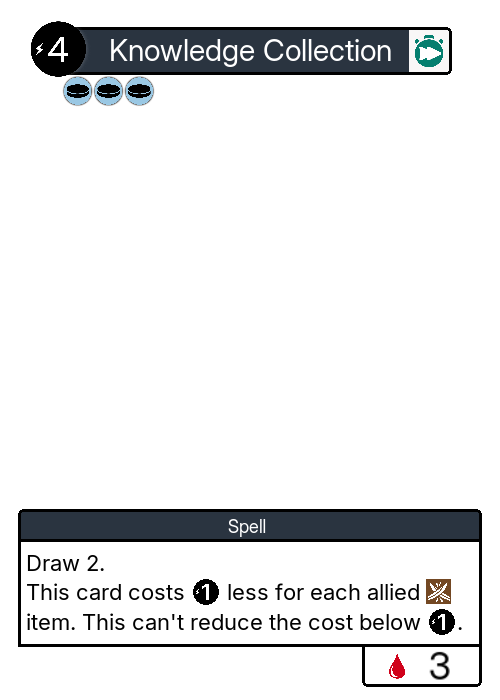 4 Knowledge Collection
Spell
Draw 2.
This card costs 1 less for each allied
item. This can't reduce the cost below 1.
3